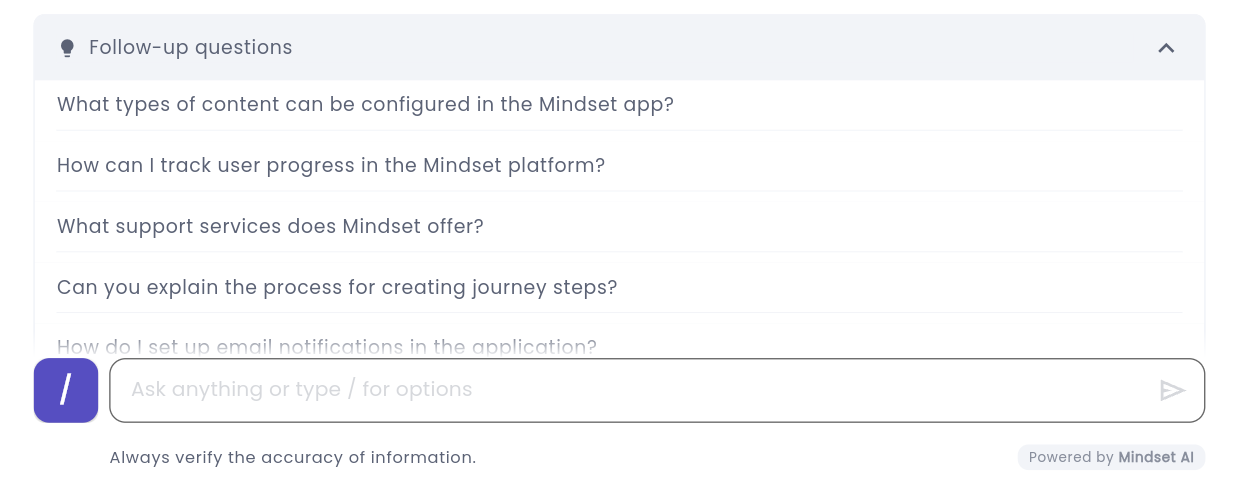 Follow-up questions
What types of content can be configured in the Mindset app?
How can I track user progress in the Mindset platform?
What support services does Mindset offer?
Can you explain the process for creating journey steps?
How do I set up email notifications in the application?
/
Ask anything or type / for options
Always verify the accuracy of information.
Powered by Mindset AI